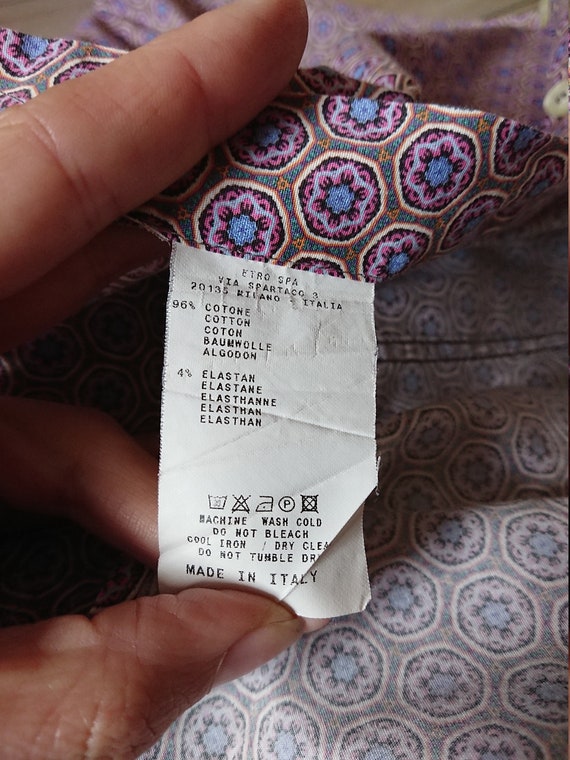 ETRO SPA
VIA SPARTACO 3
20135 MILANO - ITALIA
96% COTONE
COTTON
COTON
BAUMWOLLE
ALGODON
4% ELASTAN
ELASTANE
ELASTHANNE
ELASTHAN
ELASTHAN
MACHINE WASH COLD
DO NOT BLEACH
COOL IRON / DRY CLEA
DO NOT TUMBLE DR
MADE IN ITALY